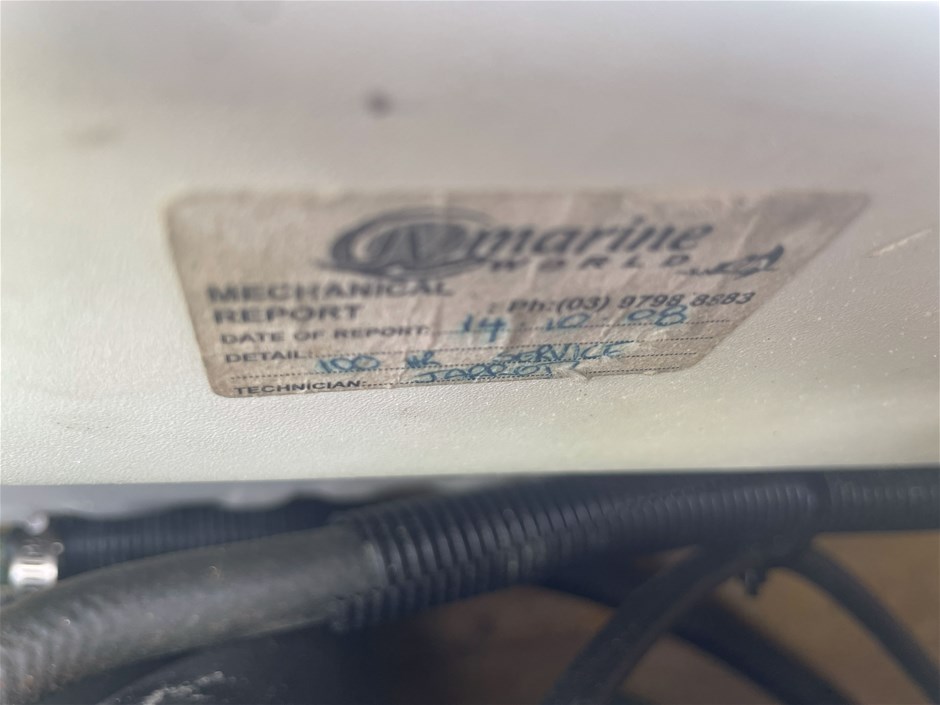 marine
WORLD
MECHANICAL
REPORT
Ph:(03) 9798 8883
DATE OF REPORT: 14 10 08
DETAIL: 100 HR SERVICE
TECHNICIAN: